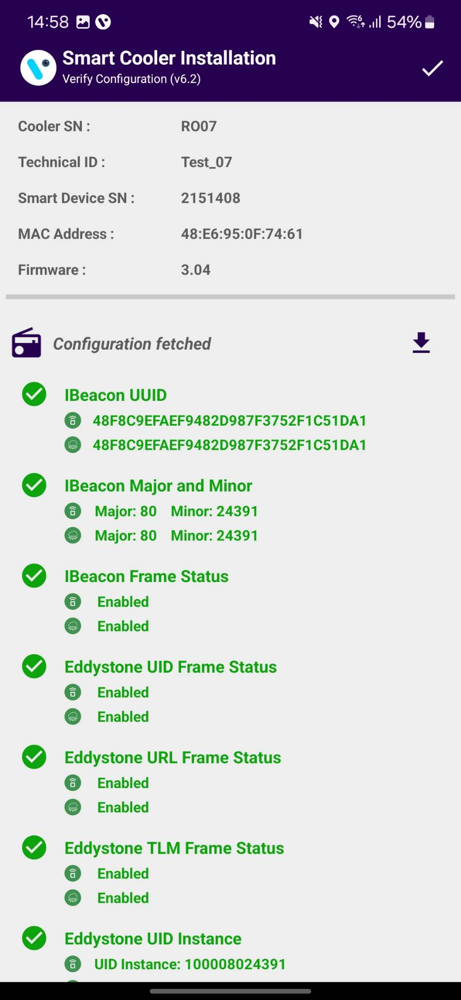 14:58 54%
Smart Cooler Installation
Verify Configuration (v6.2)
Cooler SN : RO07
Technical ID : Test_07
Smart Device SN : 2151408
MAC Address : 48:E6:95:0F:74:61
Firmware : 3.04
Configuration fetched
IBeacon UUID
48F8C9EFAEF9482D987F3752F1C51DA1
48F8C9EFAEF9482D987F3752F1C51DA1
IBeacon Major and Minor
Major: 80 Minor: 24391
Major: 80 Minor: 24391
IBeacon Frame Status
Enabled
Enabled
Eddystone UID Frame Status
Enabled
Enabled
Eddystone URL Frame Status
Enabled
Enabled
Eddystone TLM Frame Status
Enabled
Enabled
Eddystone UID Instance
UID Instance: 100008024391